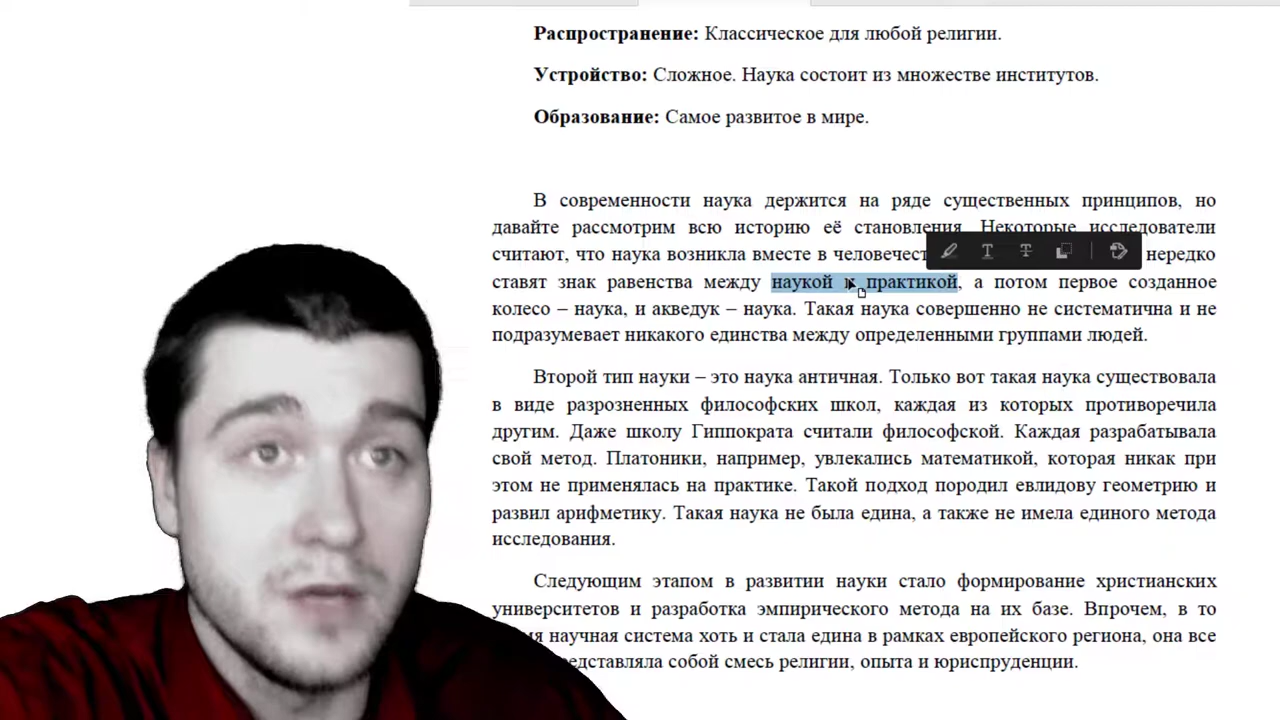 Распространение: Классическое для любой религии.
Устройство: Сложное. Наука состоит из множестве институтов.
Образование: Самое развитое в мире.
В современности наука держится на ряде существенных принципов, но
давайте рассмотрим всю историю её становления. Некоторые исследователи
считают, что наука возникла вместе в нередко
ставят знак равенства между наукой и практикой, а потом первое созданное
колесо – наука, и акведук – наука. Такая наука совершенно не систематична и не
подразумевает никакого единства между определенными группами людей.
Второй тип науки – это наука античная. Только вот такая наука существовала
в виде разрозненных философских школ, каждая из которых противоречила
другим. Даже школу Гиппократа считали философской. Каждая разрабатывала
свой метод. Платоники, например, увлекались математикой, которая никак при
этом не применялась на практике. Такой подход породил евлидову геометрию и
развил арифметику. Такая наука не была едина, а также не имела единого метода
исследования.
Следующим этапом в развитии науки стало формирование христианских
университетов и разработка эмпирического метода на их базе. Впрочем, в то
научная система хоть и стала едина в рамках европейского региона, она все
собой смесь религии, опыта и юриспруденции.